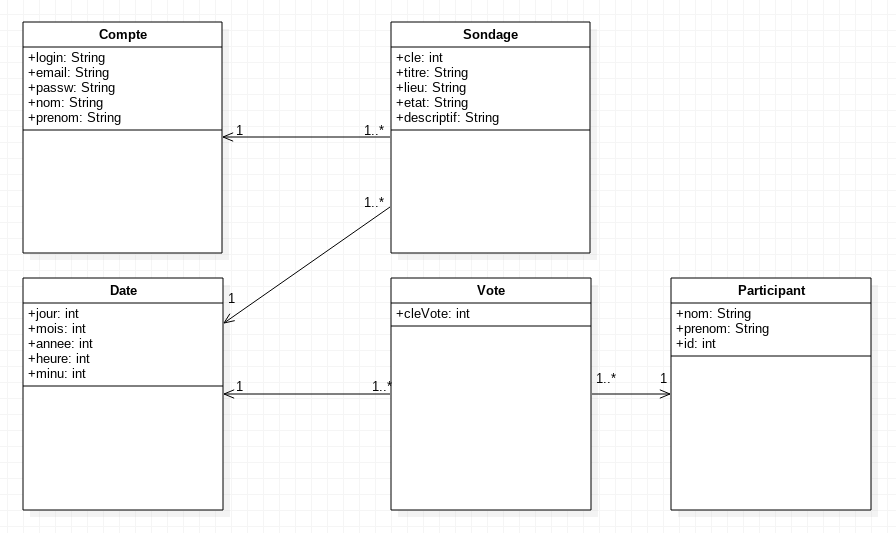 Compte
+login: String
+email: String
+passw: String
+nom: String
+prenom: String
Sondage
+cle: int
+titre: String
+lieu: String
+etat: String
+descriptif: String
1
1..*
1..*
1
Date
+jour: int
+mois: int
+annee: int
+heure: int
+minu: int
Vote
+cleVote: int
Participant
+nom: String
+prenom: String
+id: int
1
1..*
1..*
1